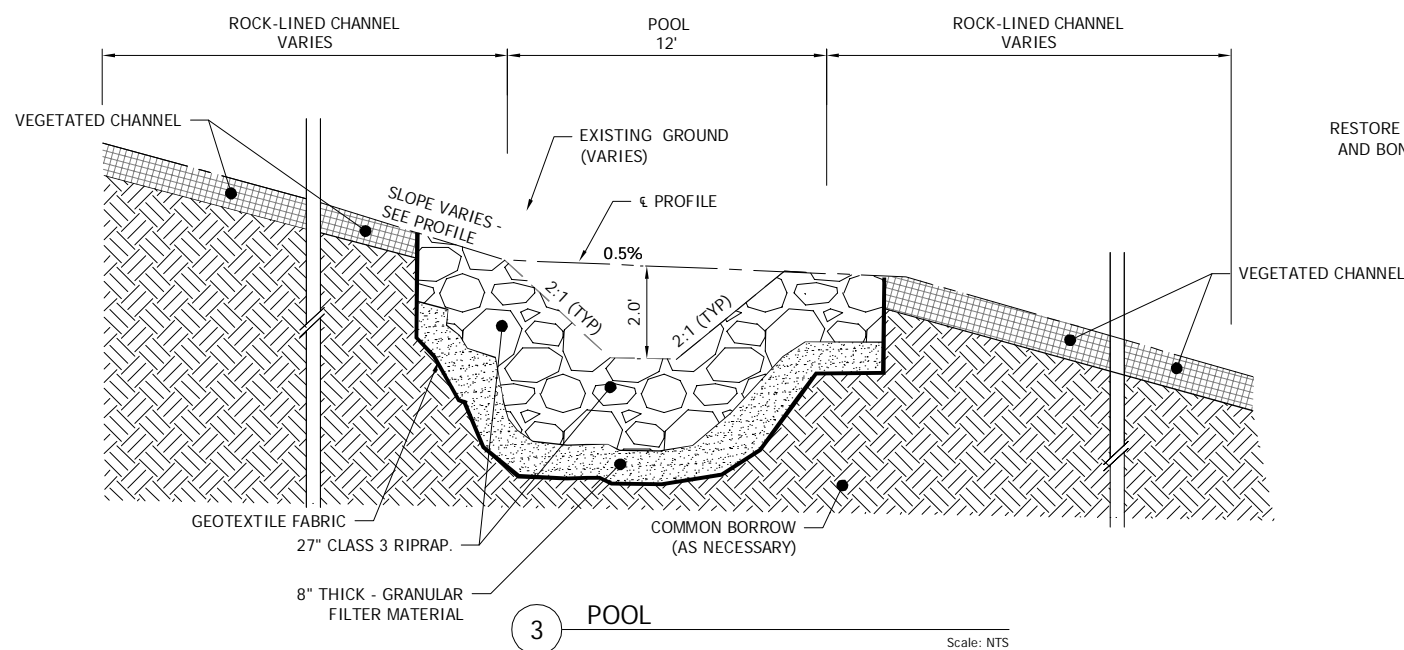 ROCK-LINED CHANNEL
VARIES
POOL
12'
ROCK-LINED CHANNEL
VARIES
VEGETATED CHANNEL
EXISTING GROUND
(VARIES)
RESTORE
AND BON
SLOPE VARIES -
SEE PROFILE
℄ PROFILE
0.5%
2:1 (TYP)
2.0'
2:1 (TYP)
VEGETATED CHANNEL
GEOTEXTILE FABRIC
27" CLASS 3 RIPRAP.
COMMON BORROW
(AS NECESSARY)
8" THICK - GRANULAR
FILTER MATERIAL
3
POOL
Scale: NTS